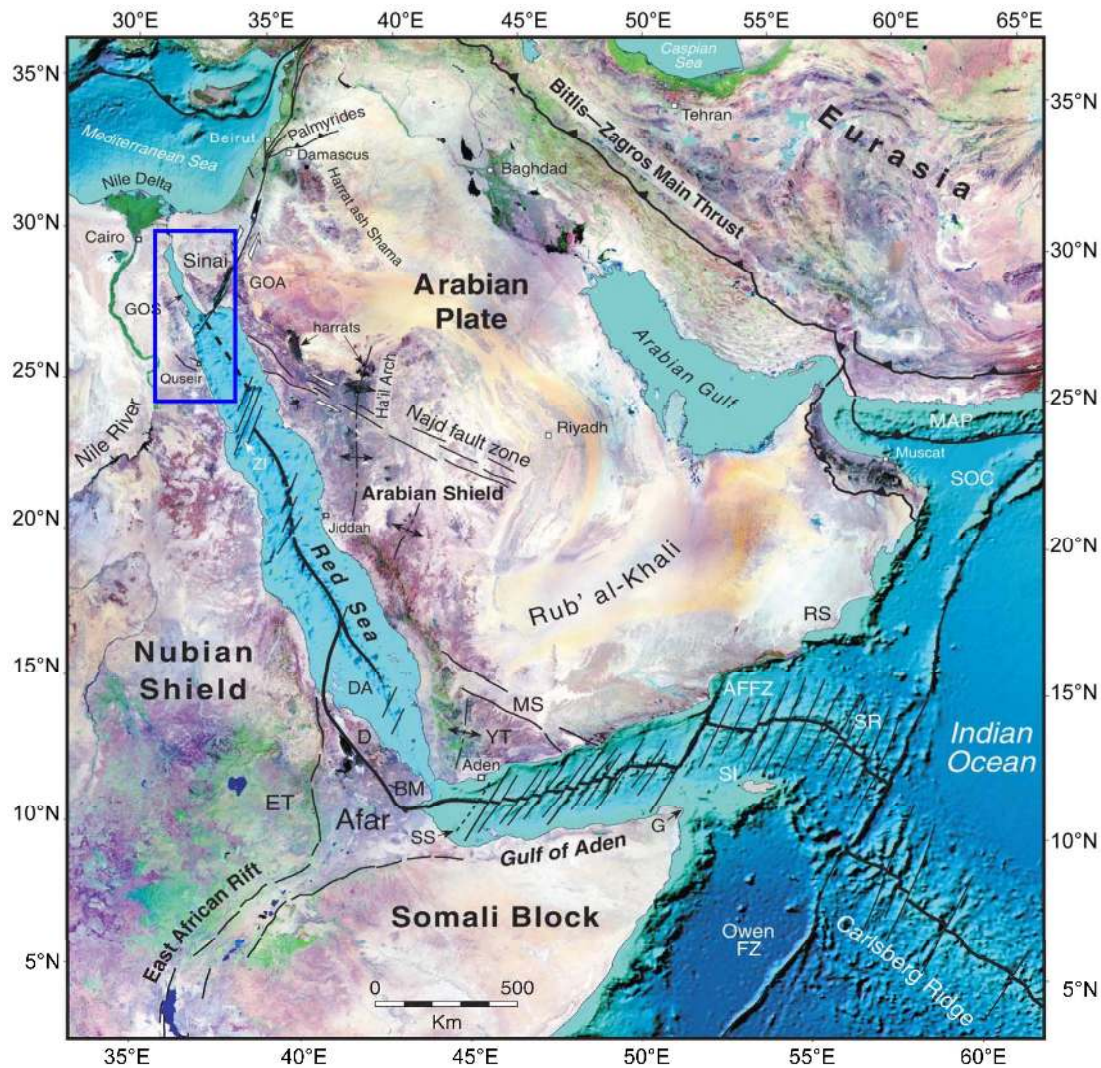 30°E 35°E 40°E 45°E 50°E 55°E 60°E 65°E
35°N
35°N
Caspian
Sea
Tehran
Bitlis—Zagros Main Thrust
Eurasia
Beirut
Palmyrides
Damascus
Mediterranean Sea
Baghdad
Nile Delta
Harrat ash Shama
30°N
30°N
Cairo
Sinai
GOA
GOS
Arabian
Plate
harrats
Arabian Gulf
25°N
25°N
Quseir
Ha'il Arch
Najd fault zone
Riyadh
MAP
Muscat
Nile River
ZI
SOC
Arabian Shield
20°N
20°N
Jiddah
Red Sea
Rub' al-Khali
RS
Nubian
Shield
15°N
15°N
DA
MS
AFFZ
D
YT
SR
Indian
Ocean
Aden
SI
BM
ET
Afar
G
10°N
10°N
SS
Gulf of Aden
East African Rift
Somali Block
Owen
FZ
Carlsberg Ridge
5°N
5°N
0 500
Km
35°E 40°E 45°E 50°E 55°E 60°E